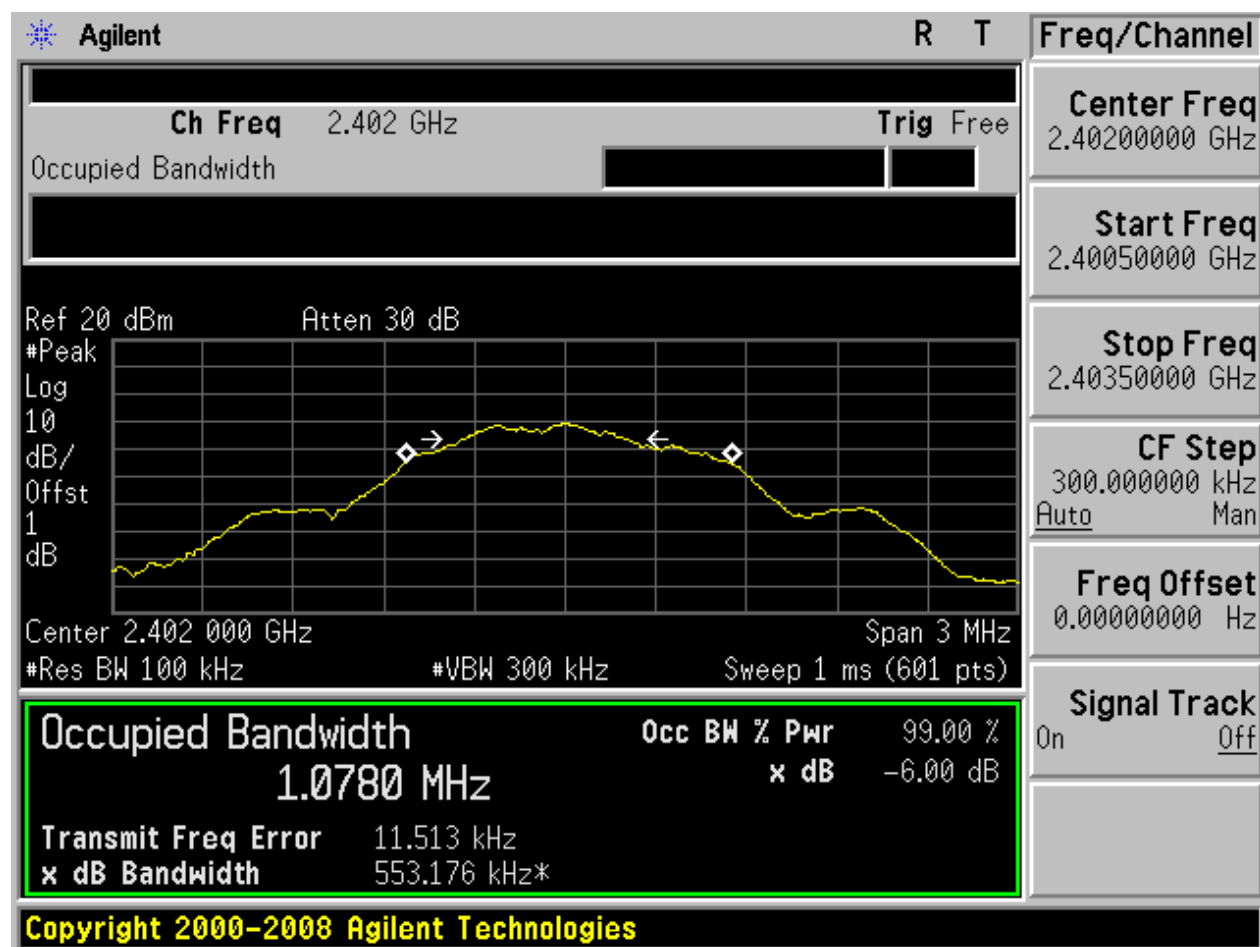 Agilent R T
Freq/Channel
Ch Freq 2.402 GHz Trig Free
Occupied Bandwidth
Center Freq
2.40200000 GHz
Start Freq
2.40050000 GHz
Stop Freq
2.40350000 GHz
CF Step
300.000000 kHz
Auto Man
Freq Offset
0.00000000 Hz
Signal Track
On Off
Ref 20 dBm Atten 30 dB
#Peak
Log
10
dB/
Offst
1
dB
Center 2.402 000 GHz Span 3 MHz
#Res BW 100 kHz #VBW 300 kHz Sweep 1 ms (601 pts)
Occupied Bandwidth Occ BW % Pwr 99.00 %
1.0780 MHz x dB -6.00 dB
Transmit Freq Error 11.513 kHz
x dB Bandwidth 553.176 kHz*
Copyright 2000-2008 Agilent Technologies